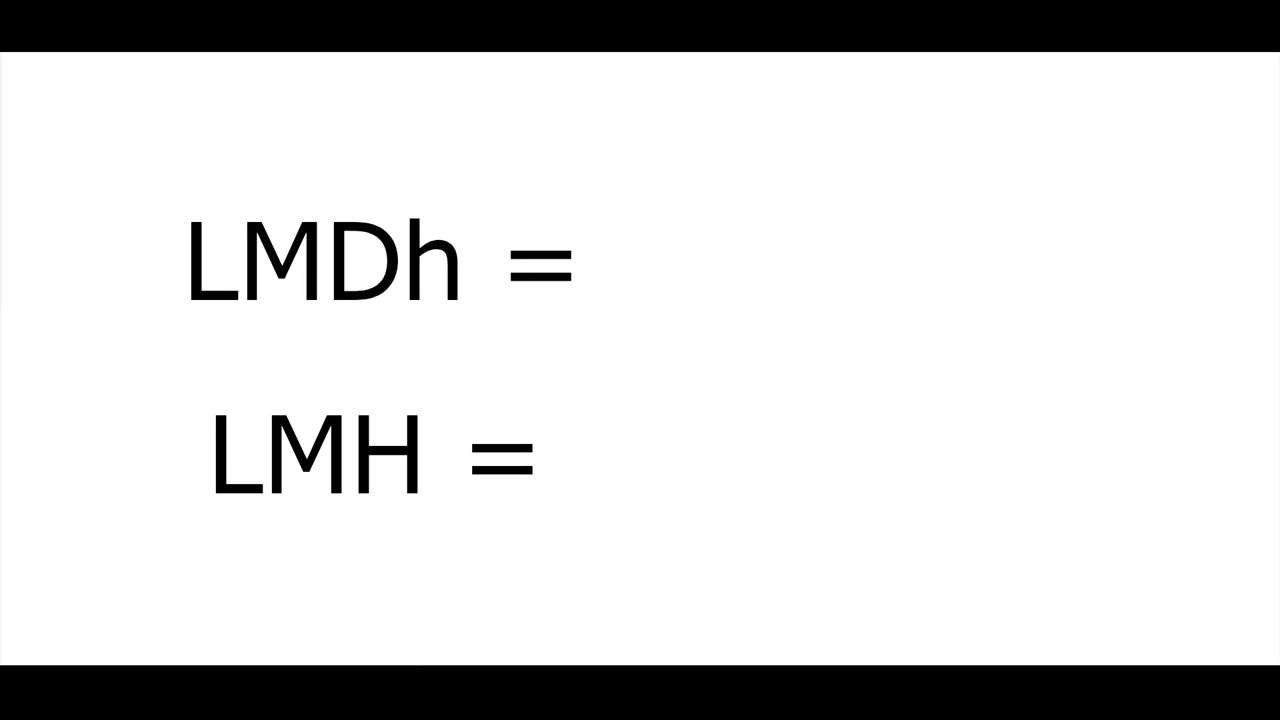 LMDh =
LMH =